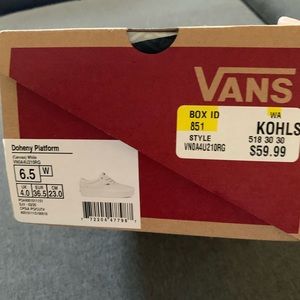 VANS
BOX ID WA
851 KOHLS
STYLE 518 30 30
VN0A4U210RG $59.99
Doheny Platform
(Canvas) White
6.5 W
UK EUR CM
4.0 36.5 23.0